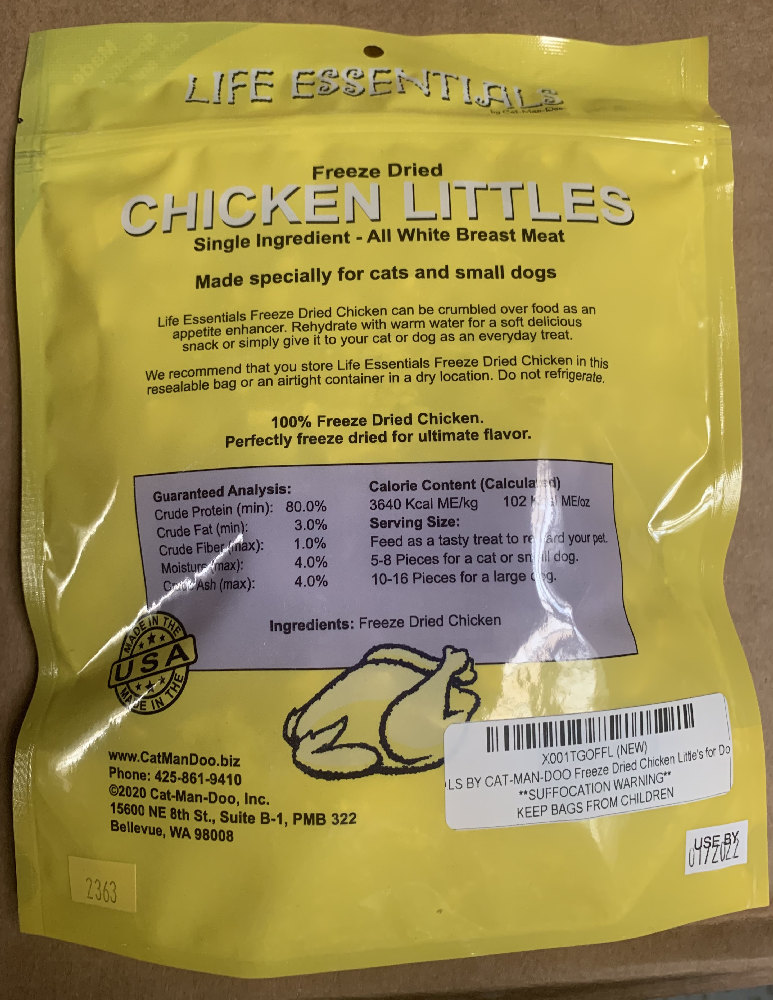 LIFE ESSENTIALS
by Cat-Man-Doo
Freeze Dried
CHICKEN LITTLES
Single Ingredient - All White Breast Meat
Made specially for cats and small dogs
Life Essentials Freeze Dried Chicken can be crumbled over food as an
appetite enhancer. Rehydrate with warm water for a soft delicious
snack or simply give it to your cat or dog as an everyday treat.
We recommend that you store Life Essentials Freeze Dried Chicken in this
resealable bag or an airtight container in a dry location. Do not refrigerate.
100% Freeze Dried Chicken.
Perfectly freeze dried for ultimate flavor.
Guaranteed Analysis:
Crude Protein (min): 80.0%
Crude Fat (min): 3.0%
Crude Fiber (max): 1.0%
Moisture (max): 4.0%
Crude Ash (max): 4.0%
Calorie Content (Calculated)
3640 Kcal ME/kg 102 Kcal ME/oz
Serving Size:
Feed as a tasty treat to reward your pet.
5-8 Pieces for a cat or small dog.
10-16 Pieces for a large dog.
Ingredients: Freeze Dried Chicken
MADE IN THE
USA
MADE IN THE
www.CatManDoo.biz
Phone: 425-861-9410
©2020 Cat-Man-Doo, Inc.
15600 NE 8th St., Suite B-1, PMB 322
Bellevue, WA 98008
X001TGOFFL (NEW)
LS BY CAT-MAN-DOO Freeze Dried Chicken Little's for Do
**SUFFOCATION WARNING**
KEEP BAGS FROM CHILDREN
USE BY
2363